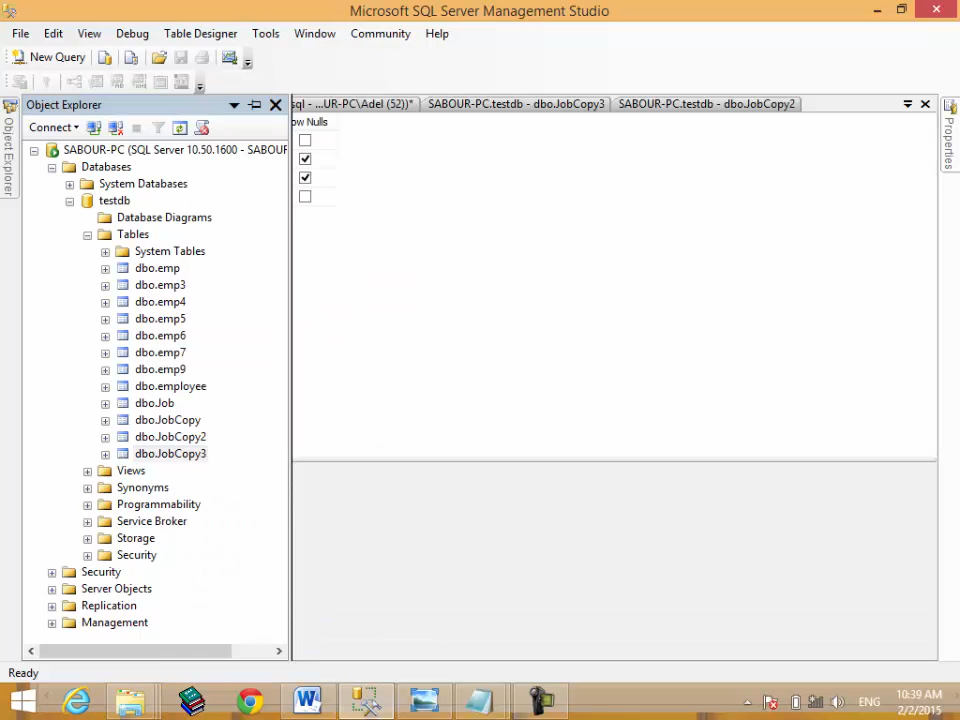 Microsoft SQL Server Management Studio
File Edit View Debug Table Designer Tools Window Community Help
New Query
Object Explorer
sql - ...UR-PC\Adel (52))*
SABOUR-PC.testdb - dbo.JobCopy3
SABOUR-PC.testdb - dbo.JobCopy2
Object Explorer
Properties
Connect
ow Nulls
SABOUR-PC (SQL Server 10.50.1600 - SABOUR
Databases
System Databases
testdb
Database Diagrams
Tables
System Tables
dbo.emp
dbo.emp3
dbo.emp4
dbo.emp5
dbo.emp6
dbo.emp7
dbo.emp9
dbo.employee
dbo.Job
dbo.JobCopy
dbo.JobCopy2
dbo.JobCopy3
Views
Synonyms
Programmability
Service Broker
Storage
Security
Security
Server Objects
Replication
Management
Ready
ENG
10:39 AM
2/2/2015